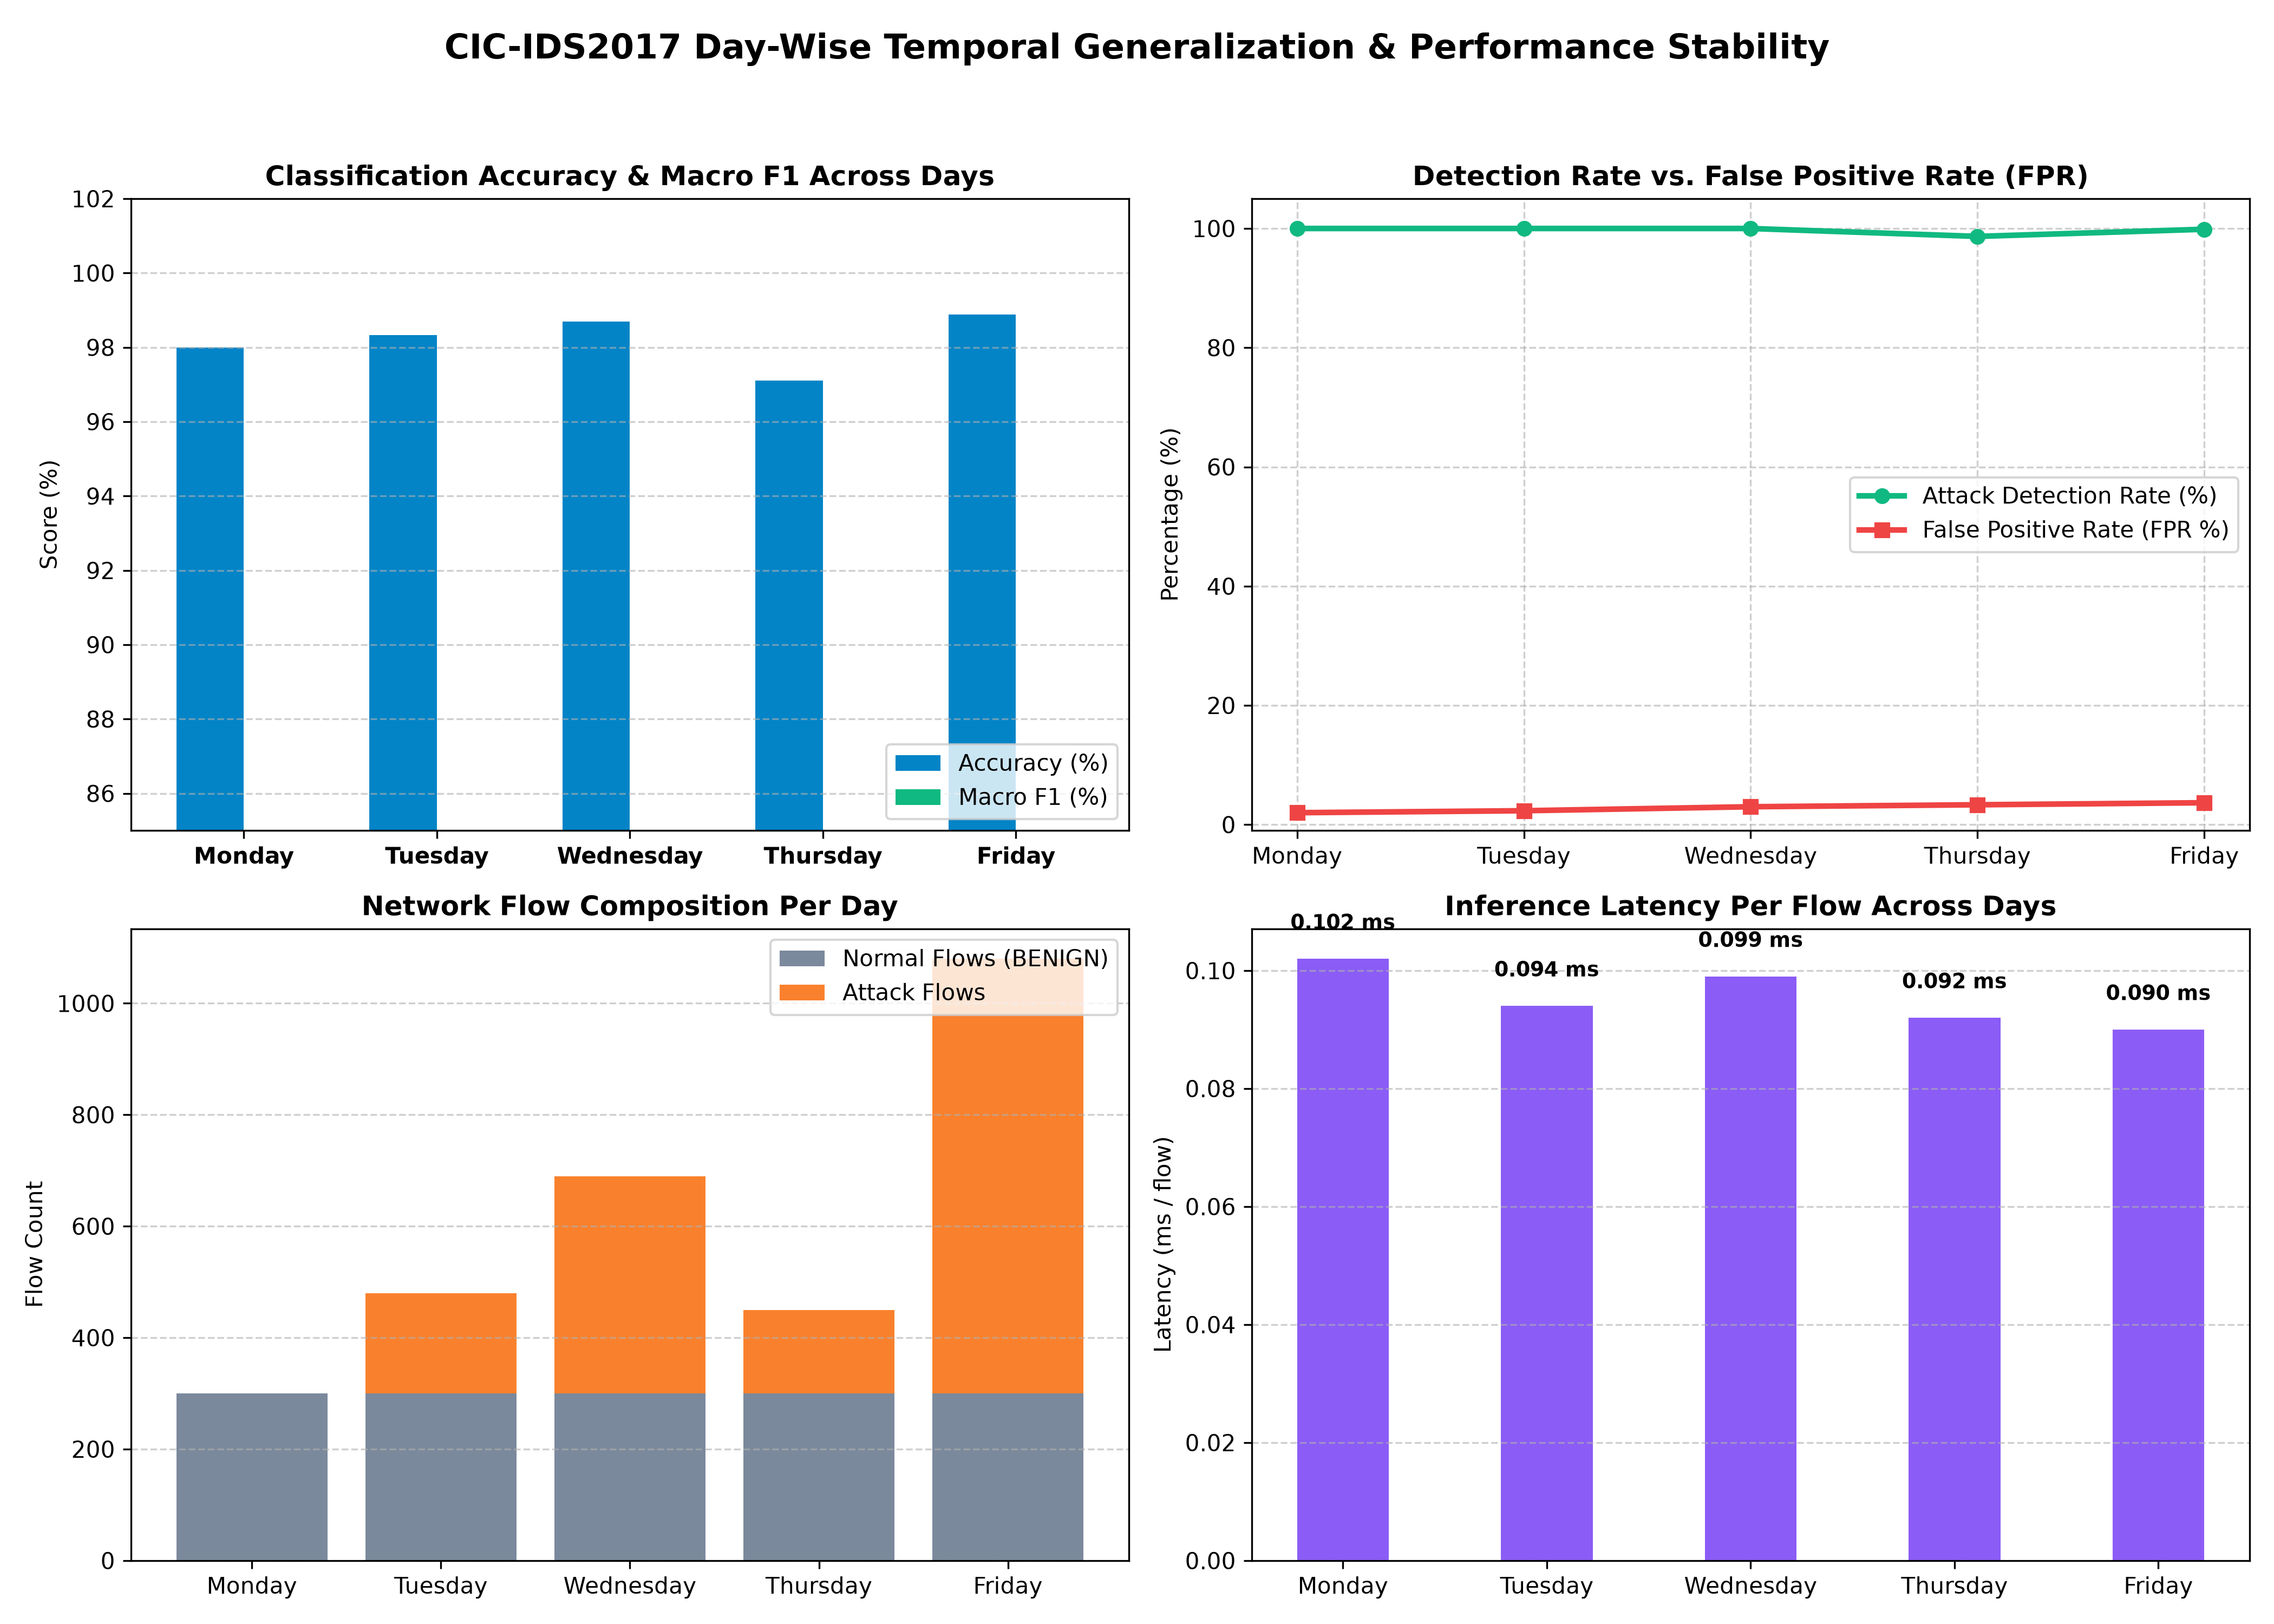 CIC-IDS2017 Day-Wise Temporal Generalization & Performance Stability
Classification Accuracy & Macro F1 Across Days
102
100
98
96
94
92
90
88
86
Score (%)
Accuracy (%)
Macro F1 (%)
Monday
Tuesday
Wednesday
Thursday
Friday
Detection Rate vs. False Positive Rate (FPR)
100
80
60
40
20
0
Percentage (%)
Attack Detection Rate (%)
False Positive Rate (FPR %)
Monday
Tuesday
Wednesday
Thursday
Friday
Network Flow Composition Per Day
1000
800
600
400
200
0
Flow Count
Normal Flows (BENIGN)
Attack Flows
Monday
Tuesday
Wednesday
Thursday
Friday
Inference Latency Per Flow Across Days
0.10
0.08
0.06
0.04
0.02
0.00
Latency (ms / flow)
0.102 ms
0.094 ms
0.099 ms
0.092 ms
0.090 ms
Monday
Tuesday
Wednesday
Thursday
Friday